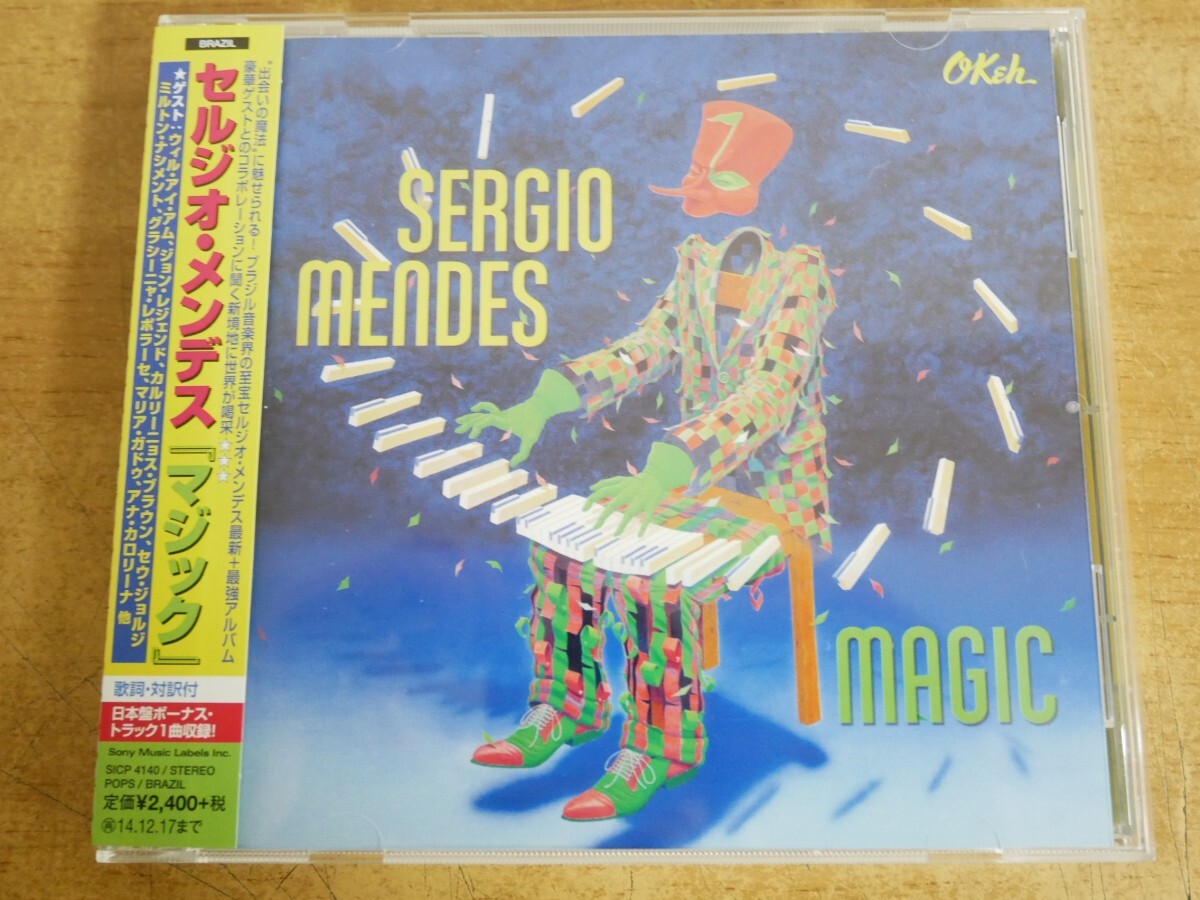 BRAZIL
"出会いの魔法"に魅せられる！ブラジル音楽界の至宝セルジオ・メンデス最新＋最強アルバム
豪華ゲストとのコラボレーションに聞く新境地に世界が喝采★★★
セルジオ・メンデス『マジック』
★ゲスト：ウィル・アイ・アム、ジョン・レジェンド、カルリーニョス・ブラウン、セウ・ジョルジ
ミルトン・ナシメント、グラシーニャ・レポラーセ、マリア・ガドゥ、アナ・カロリーナ 他
歌詞・対訳付
日本盤ボーナス・
トラック1曲収録!
Sony Music Labels Inc.
SICP 4140 / STEREO
POPS / BRAZIL
定価¥2,400+税
再14.12.17まで
OKeh
SERGIO
MENDES
MAGIC